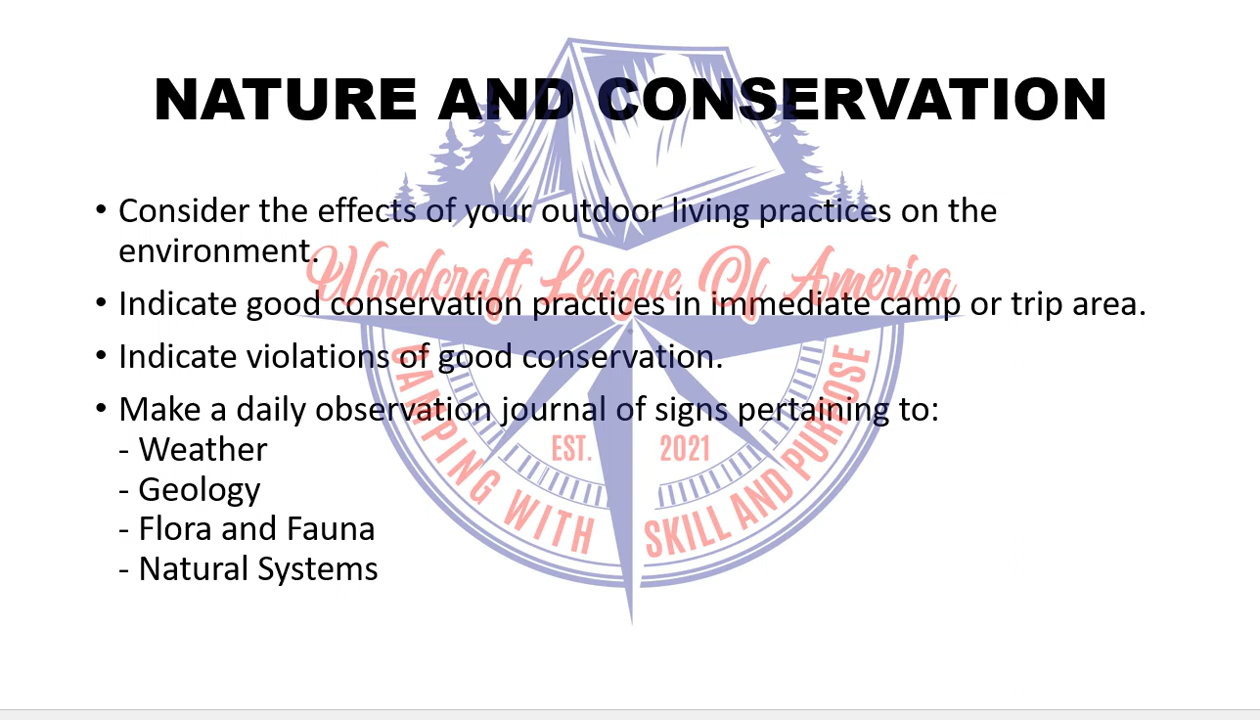 NATURE AND CONSERVATION
• Consider the effects of your outdoor living practices on the
environment.
Woodcraft League Of America
• Indicate good conservation practices in immediate camp or trip area.
• Indicate violations of good conservation.
• Make a daily observation journal of signs pertaining to:
- Weather
- Geology
- Flora and Fauna
- Natural Systems
EST. 2021
CAMPING WITH SKILL AND PURPOSE